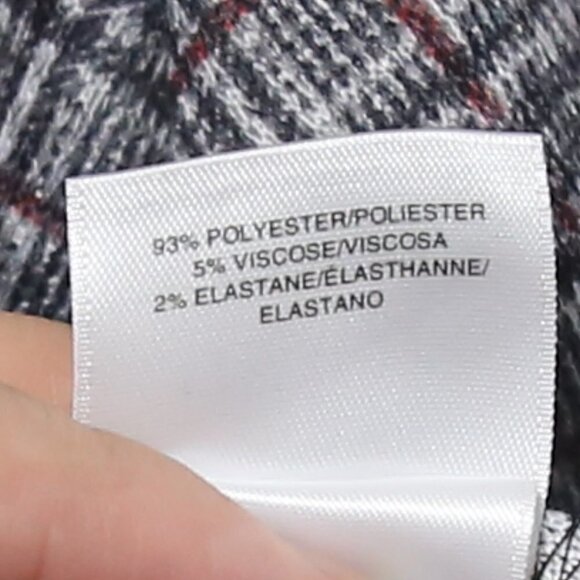 93% POLYESTER/POLIESTER
5% VISCOSE/VISCOSA
2% ELASTANE/ÉLASTHANNE/
ELASTANO